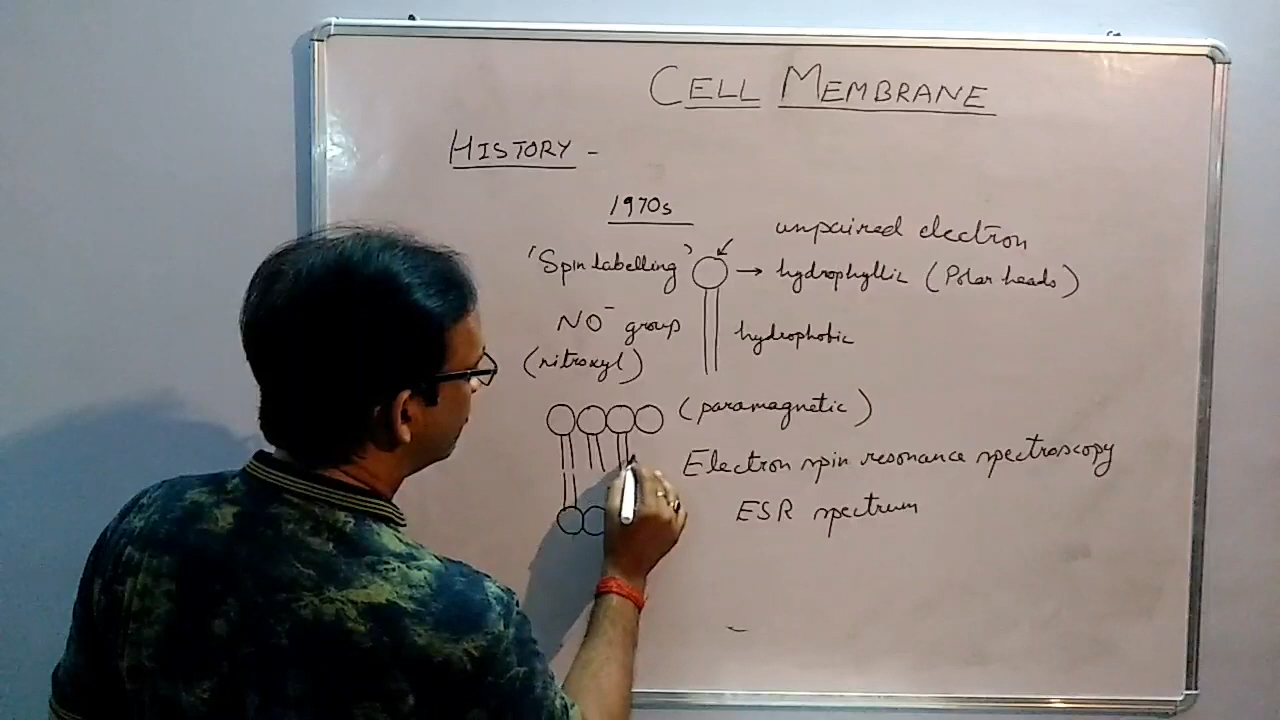 CELL MEMBRANE
HISTORY -
1970s
unpaired electron
'Spin labelling' → hydrophyllic (Polar heads)
NO⁻ group hydrophobic
(nitroxyl)
(paramagnetic)
Electron spin resonance spectroscopy
ESR spectrum